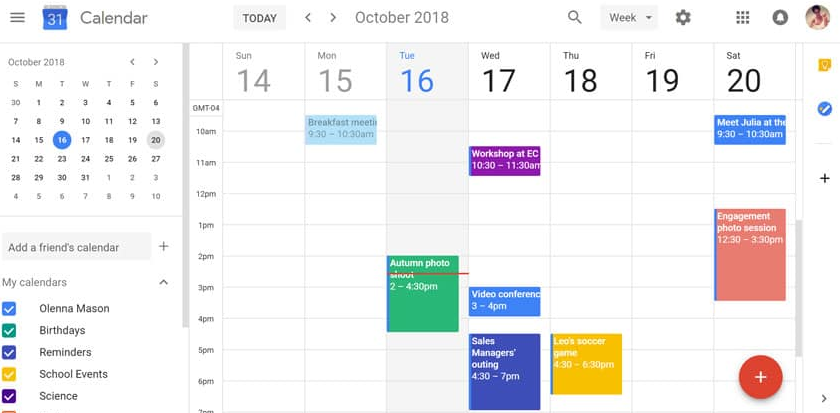 31 Calendar
TODAY
October 2018
Week
October 2018
S M T W T F S
30 1 2 3 4 5 6
7 8 9 10 11 12 13
14 15 16 17 18 19 20
21 22 23 24 25 26 27
28 29 30 31 1 2 3
4 5 6 7 8 9 10
Add a friend's calendar
My calendars
Olenna Mason
Birthdays
Reminders
School Events
Science
Sun Mon Tue Wed Thu Fri Sat
14 15 16 17 18 19 20
GMT-04
10am
11am
12pm
1pm
2pm
3pm
4pm
5pm
6pm
7pm
Breakfast meeti
9:30 – 10:30am
Autumn photo
shoot
2 – 4:30pm
Workshop at EC
10:30 – 11:30am
Video conferenc
3 – 4pm
Sales
Managers'
outing
4:30 – 7pm
Leo's soccer
game
4:30 – 6:30pm
Meet Julia at the
9:30 – 10:30am
Engagement
photo session
12:30 – 3:30pm